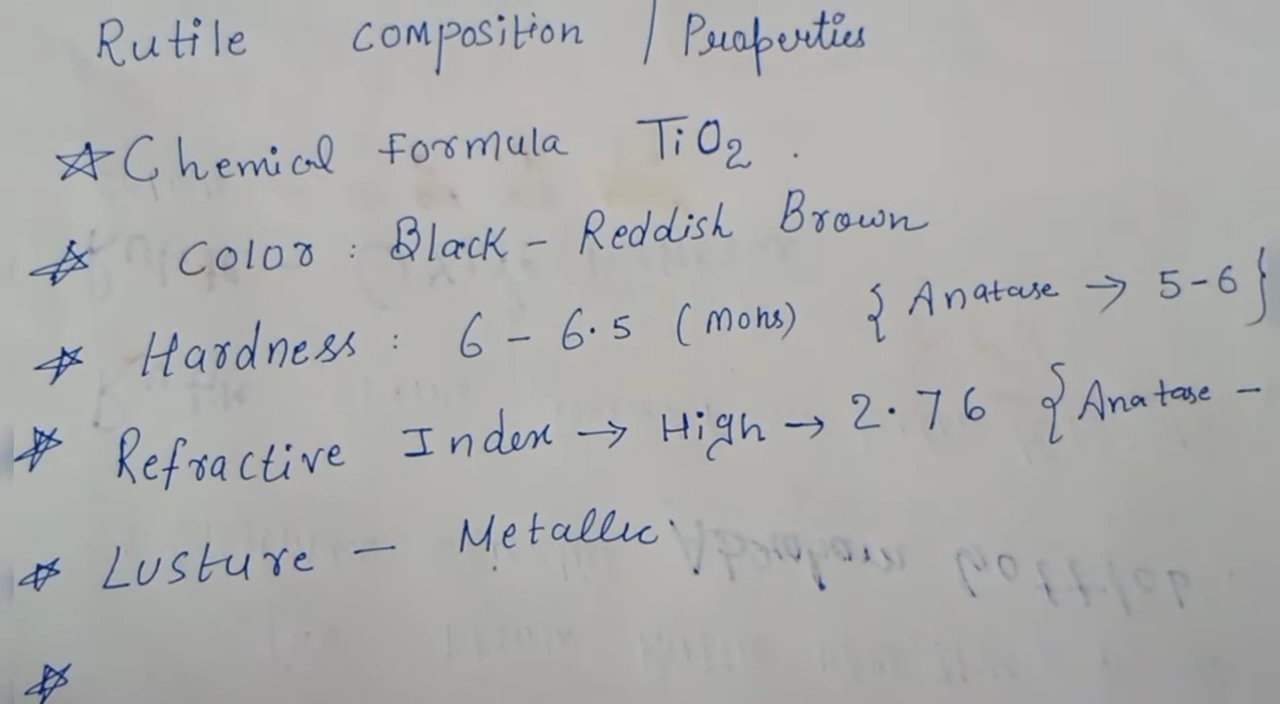 Rutile composition / Properties
☆ Chemical formula TiO2 .
☆ Color : Black - Reddish Brown
☆ Hardness : 6 - 6.5 (mohs) { Anatase → 5-6 }
☆ Refractive Index → High → 2.76 { Anatase -
☆ Lusture - Metallic
☆